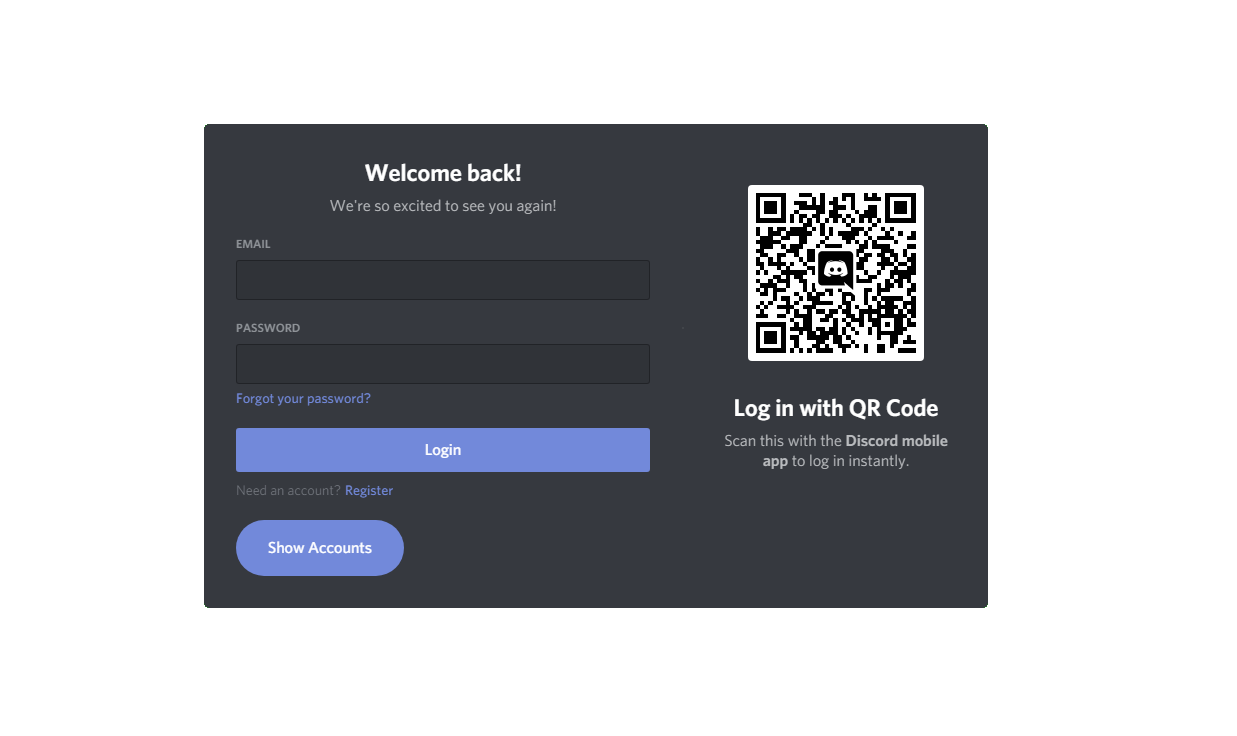 Welcome back!
We're so excited to see you again!
EMAIL
PASSWORD
Forgot your password?
Login
Need an account? Register
Show Accounts
Log in with QR Code
Scan this with the Discord mobile
app to log in instantly.